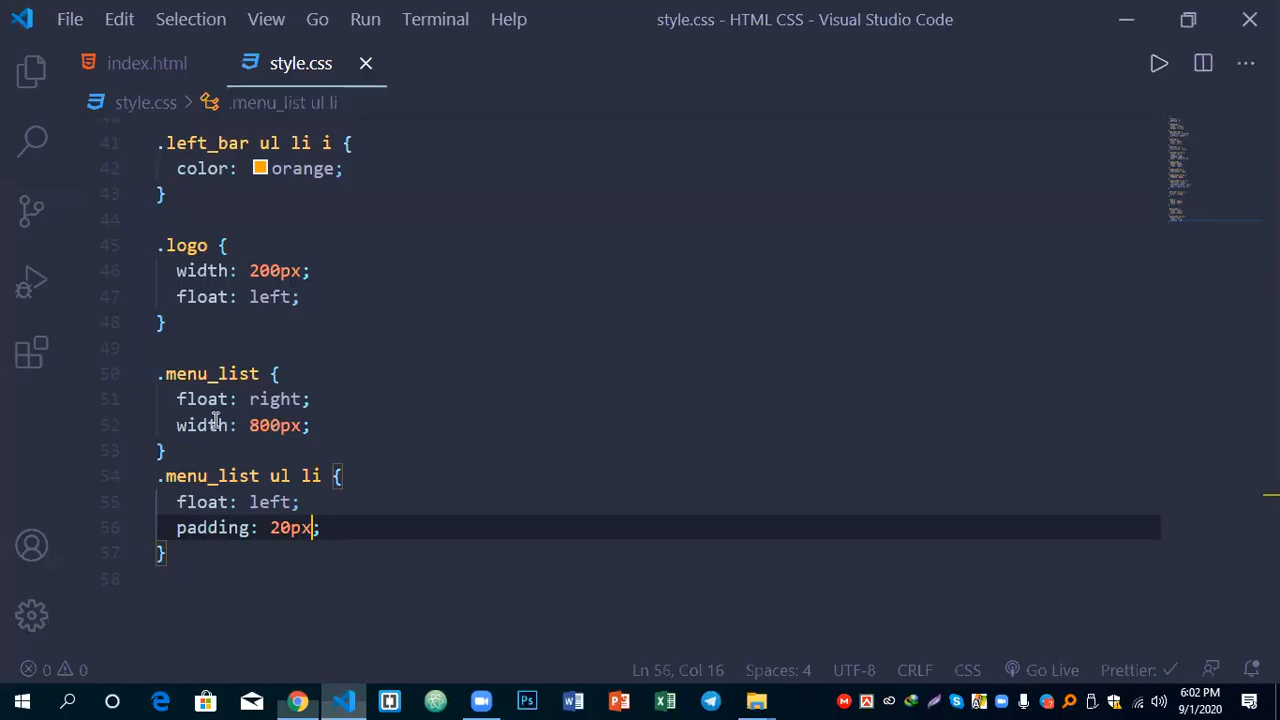 File Edit Selection View Go Run Terminal Help style.css - HTML CSS - Visual Studio Code
index.html style.css
style.css > .menu_list ul li
41 .left_bar ul li i {
42 color: orange;
43 }
44
45 .logo {
46 width: 200px;
47 float: left;
48 }
49
50 .menu_list {
51 float: right;
52 width: 800px;
53 }
54 .menu_list ul li {
55 float: left;
56 padding: 20px;
57 }
58
0 0 Ln 56, Col 16 Spaces: 4 UTF-8 CRLF CSS Go Live Prettier: ✓
6:02 PM
9/1/2020